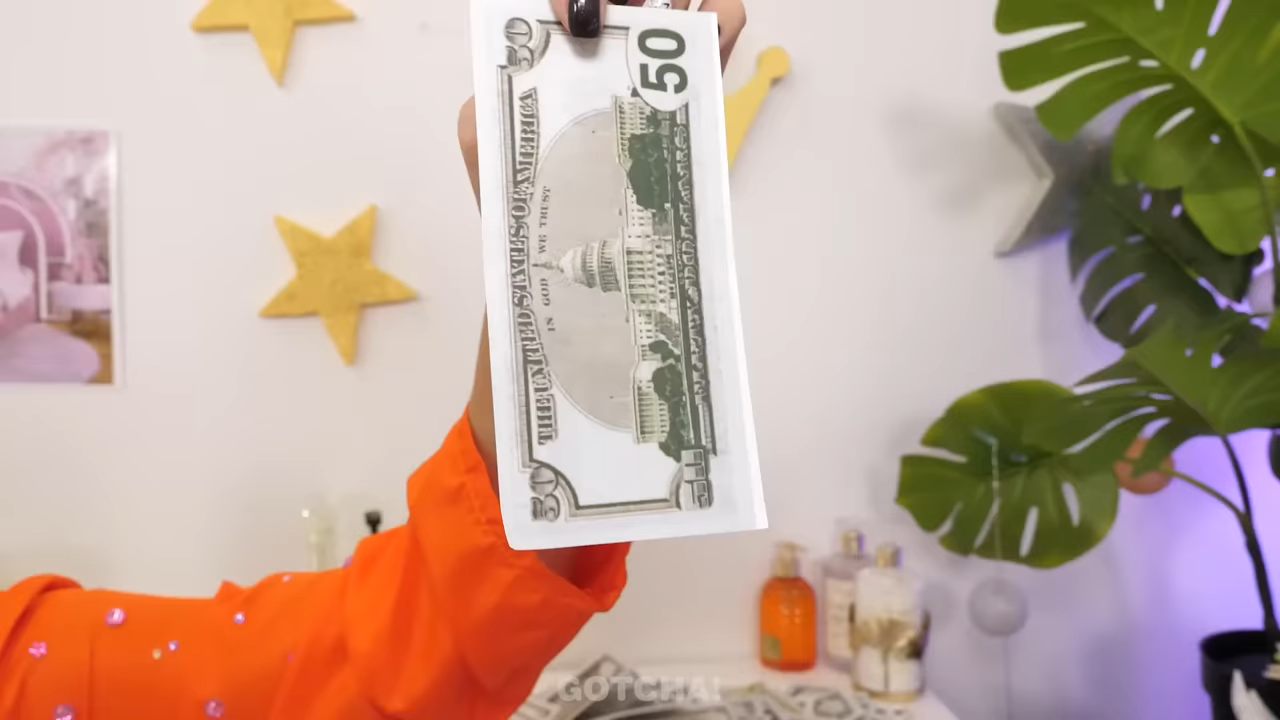 50
50
THE UNITED STATES OF AMERICA
IN GOD WE TRUST
50
GOTCHA!